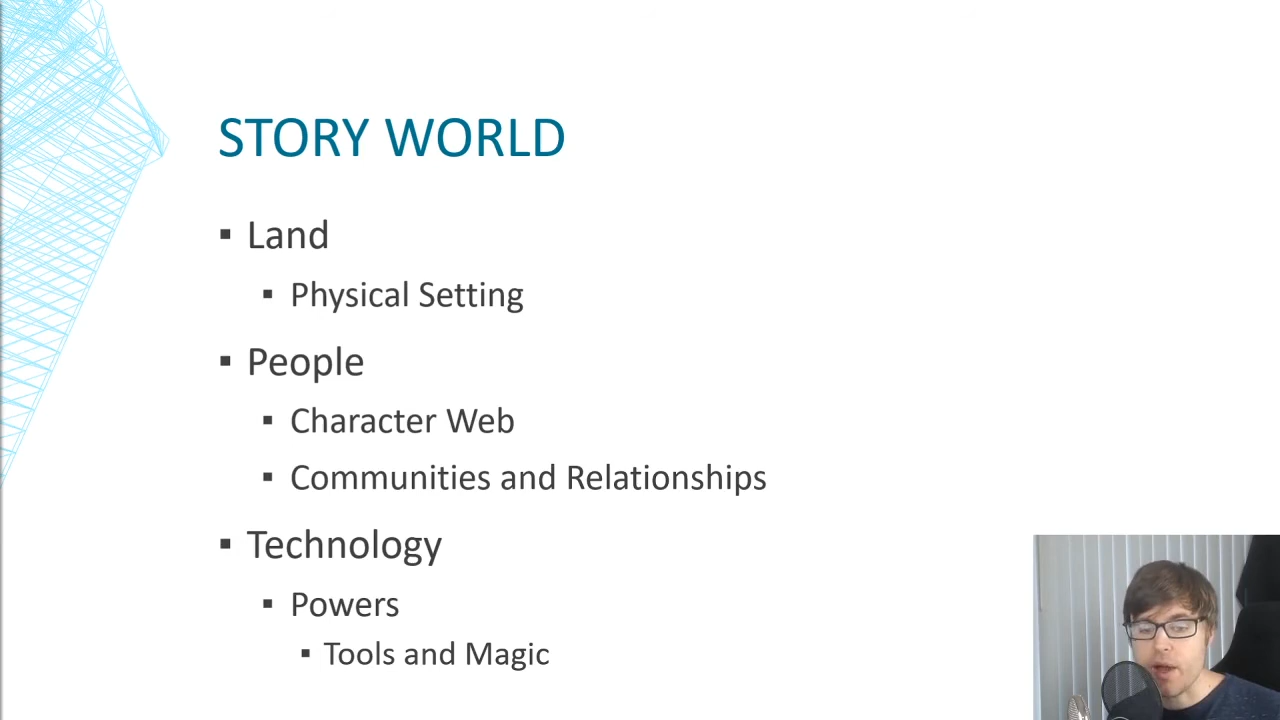 STORY WORLD
▪ Land
▪ Physical Setting
▪ People
▪ Character Web
▪ Communities and Relationships
▪ Technology
▪ Powers
▪ Tools and Magic